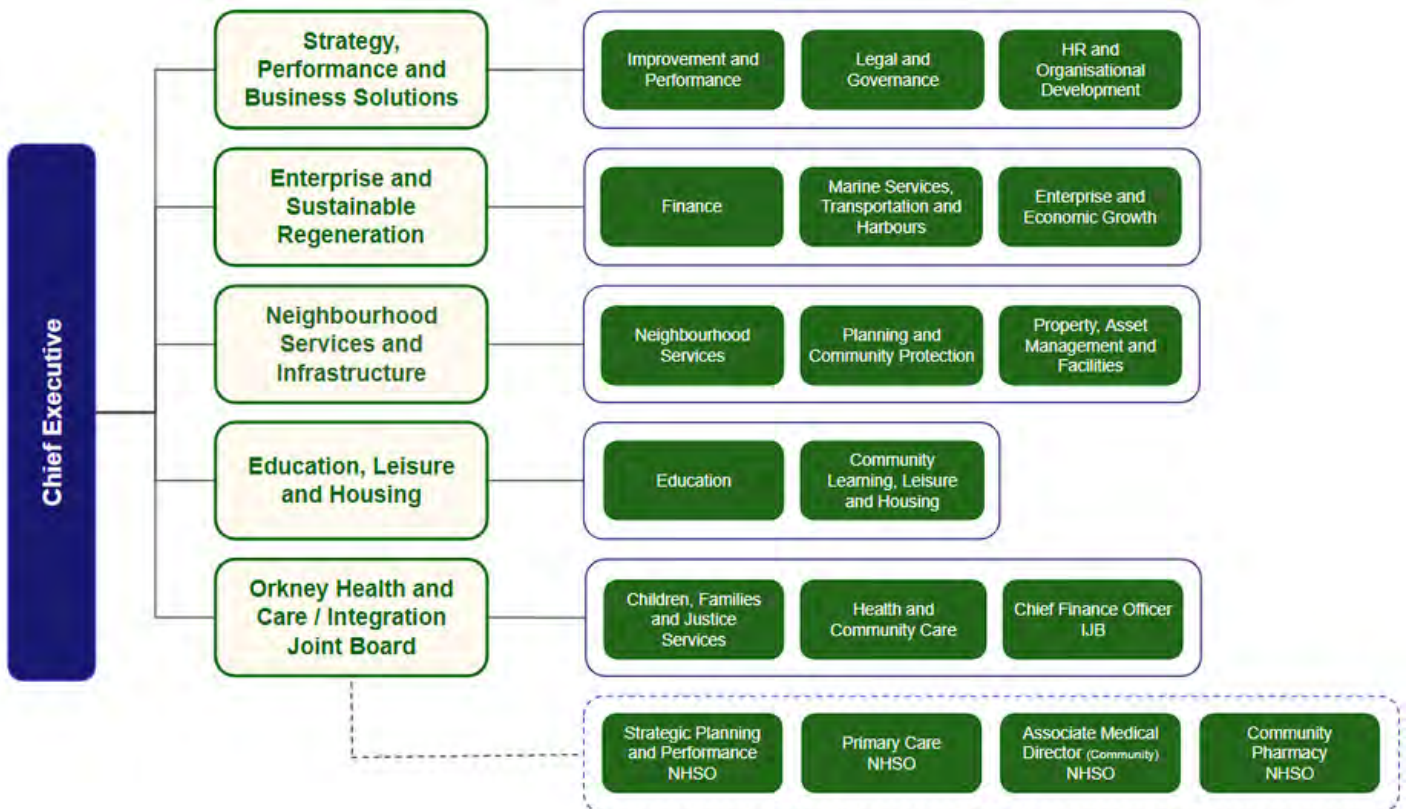 Chief Executive
Strategy,
Performance and
Business Solutions
Improvement and
Performance
Legal and
Governance
HR and
Organisational
Development
Enterprise and
Sustainable
Regeneration
Finance
Marine Services,
Transportation and
Harbours
Enterprise and
Economic Growth
Neighbourhood
Services and
Infrastructure
Neighbourhood
Services
Planning and
Community Protection
Property, Asset
Management and
Facilities
Education, Leisure
and Housing
Education
Community
Learning, Leisure
and Housing
Orkney Health and
Care / Integration
Joint Board
Children, Families
and Justice
Services
Health and
Community Care
Chief Finance Officer
IJB
Strategic Planning
and Performance
NHSO
Primary Care
NHSO
Associate Medical
Director (Community)
NHSO
Community
Pharmacy
NHSO